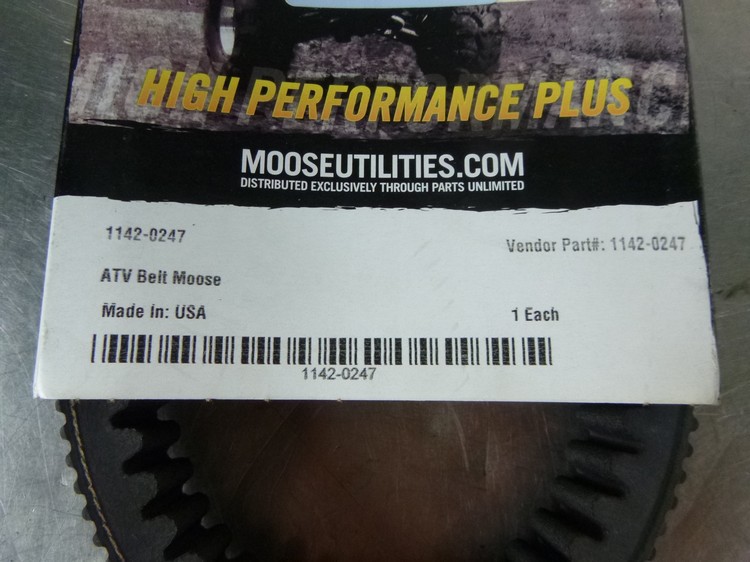 HIGH PERFORMANCE PLUS
MOOSEUTILITIES.COM
DISTRIBUTED EXCLUSIVELY THROUGH PARTS UNLIMITED
1142-0247
Vendor Part#: 1142-0247
ATV Belt Moose
Made In: USA
1 Each
1142-0247